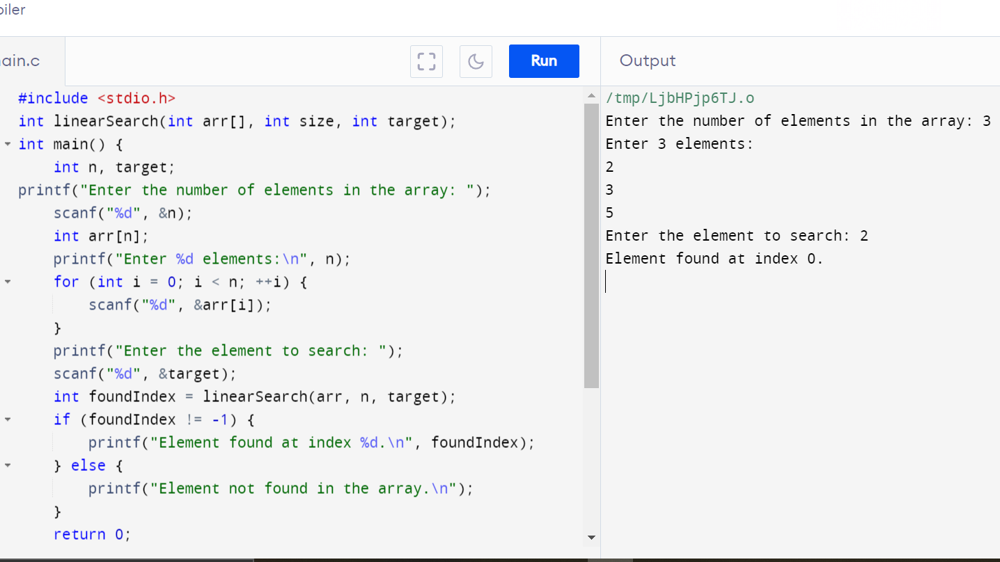 piler
main.c
Run
Output
#include <stdio.h>
int linearSearch(int arr[], int size, int target);
int main() {
    int n, target;
printf("Enter the number of elements in the array: ");
    scanf("%d", &n);
    int arr[n];
    printf("Enter %d elements:\n", n);
    for (int i = 0; i < n; ++i) {
        scanf("%d", &arr[i]);
    }
    printf("Enter the element to search: ");
    scanf("%d", &target);
    int foundIndex = linearSearch(arr, n, target);
    if (foundIndex != -1) {
        printf("Element found at index %d.\n", foundIndex);
    } else {
        printf("Element not found in the array.\n");
    }
    return 0;
/tmp/LjbHPjp6TJ.o
Enter the number of elements in the array: 3
Enter 3 elements:
2
3
5
Enter the element to search: 2
Element found at index 0.